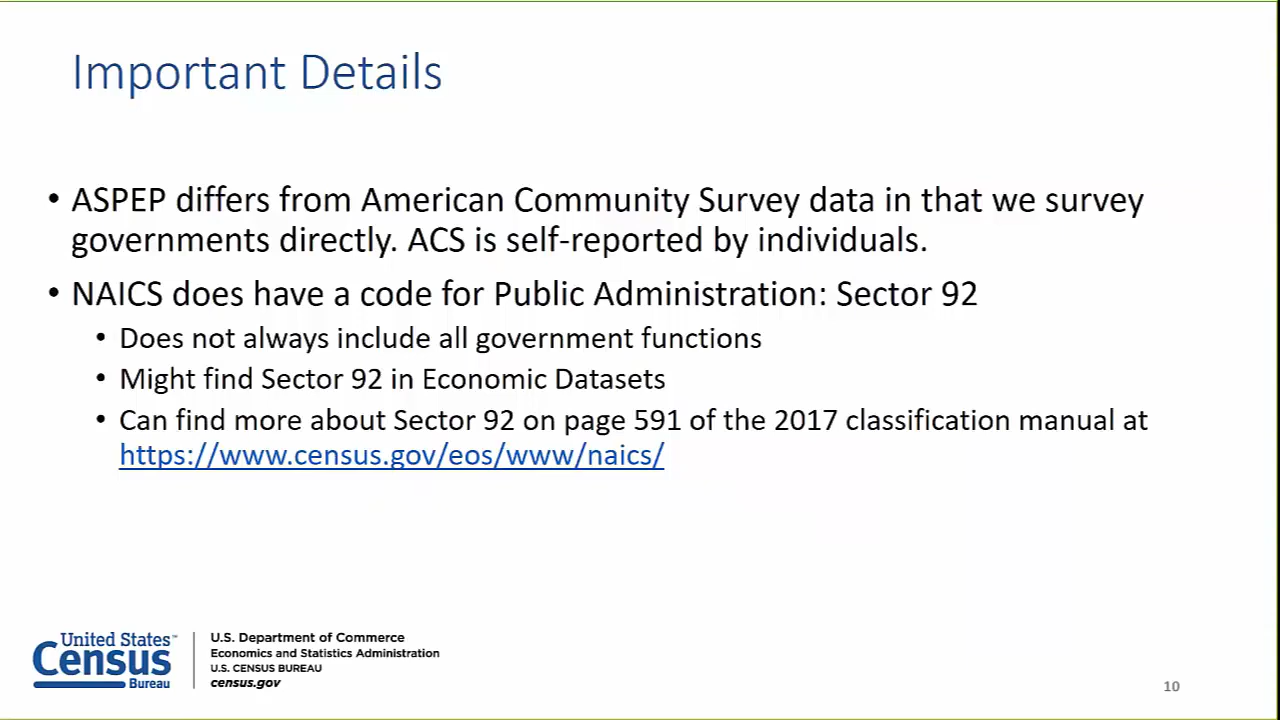 Important Details
• ASPEP differs from American Community Survey data in that we survey
governments directly. ACS is self-reported by individuals.
• NAICS does have a code for Public Administration: Sector 92
• Does not always include all government functions
• Might find Sector 92 in Economic Datasets
• Can find more about Sector 92 on page 591 of the 2017 classification manual at
https://www.census.gov/eos/www/naics/
United States™
Census
Bureau
U.S. Department of Commerce
Economics and Statistics Administration
U.S. CENSUS BUREAU
census.gov
10